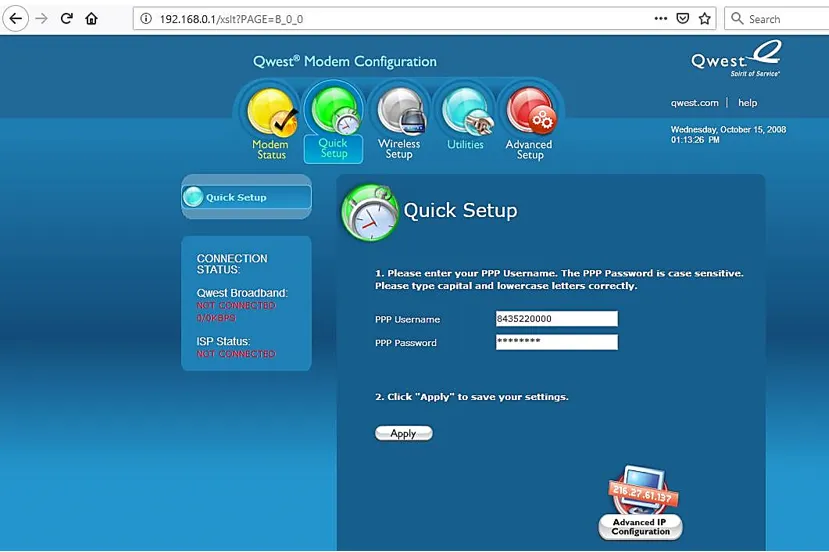 192.168.0.1/xslt?PAGE=B_0_0
Search
Qwest® Modem Configuration
Qwest
Spirit of Service®
qwest.com | help
Wednesday, October 15, 2008
01:13:26 PM
Modem
Status
Quick
Setup
Wireless
Setup
Utilities
Advanced
Setup
Quick Setup
CONNECTION
STATUS:
Qwest Broadband:
NOT CONNECTED
0/0KBPS
ISP Status:
NOT CONNECTED
Quick Setup
1. Please enter your PPP Username. The PPP Password is case sensitive.
Please type capital and lowercase letters correctly.
PPP Username
8435220000
PPP Password
********
2. Click "Apply" to save your settings.
Apply
216.27.61.137
Advanced IP
Configuration